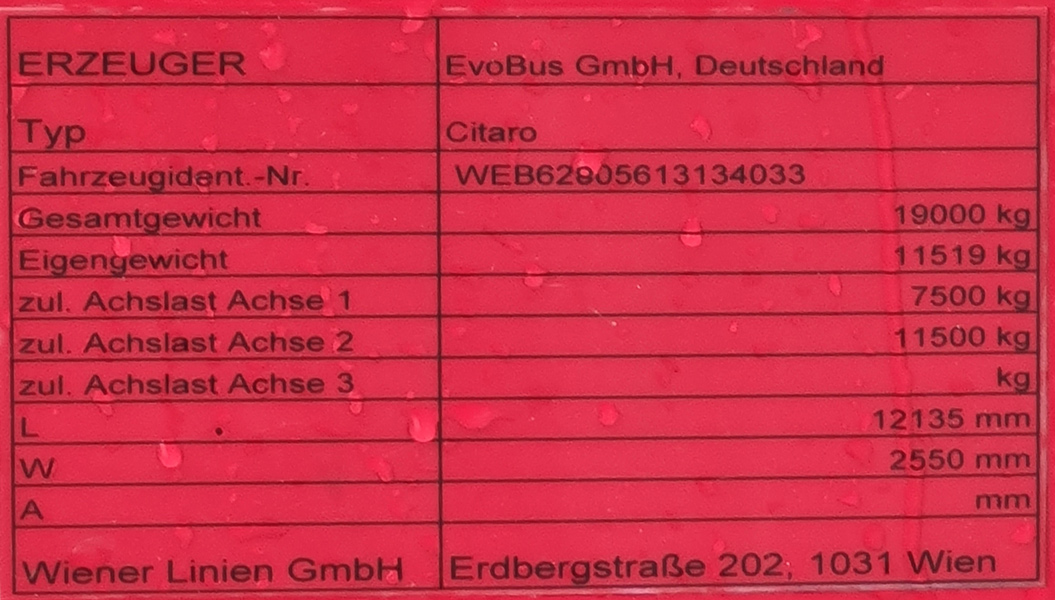 ERZEUGER EvoBus GmbH, Deutschland
Typ Citaro
Fahrzeugident.-Nr. WEB62805613134033
Gesamtgewicht 19000 kg
Eigengewicht 11519 kg
zul. Achslast Achse 1 7500 kg
zul. Achslast Achse 2 11500 kg
zul. Achslast Achse 3 kg
L 12135 mm
W 2550 mm
A mm
Wiener Linien GmbH Erdbergstraße 202, 1031 Wien